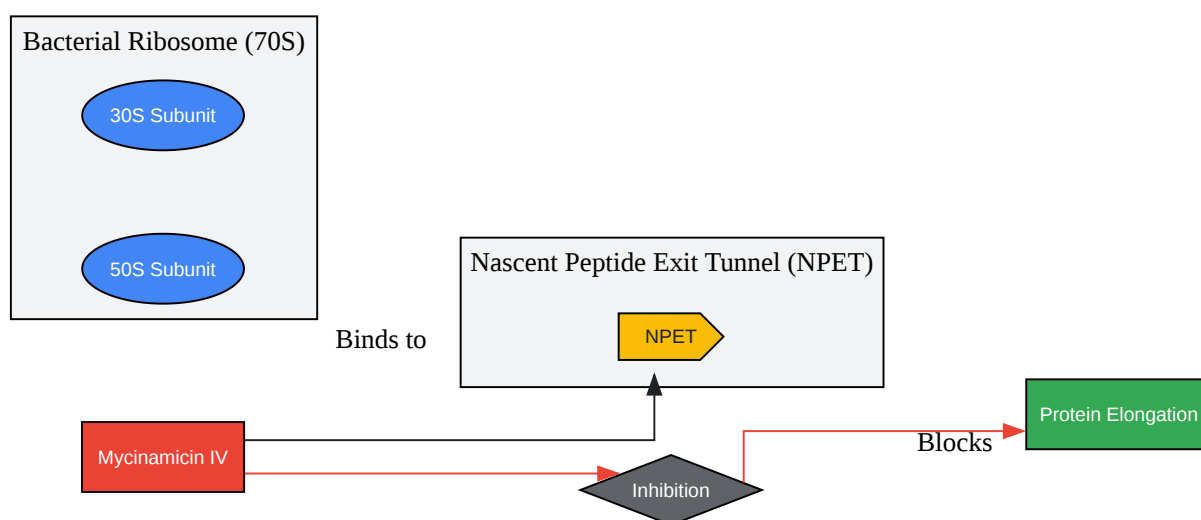 Bacterial Ribosome (70S)
30S Subunit
50S Subunit
Nascent Peptide Exit Tunnel (NPET)
NPET
Binds to
Mycinamicin IV
Inhibition
Blocks
Protein Elongation